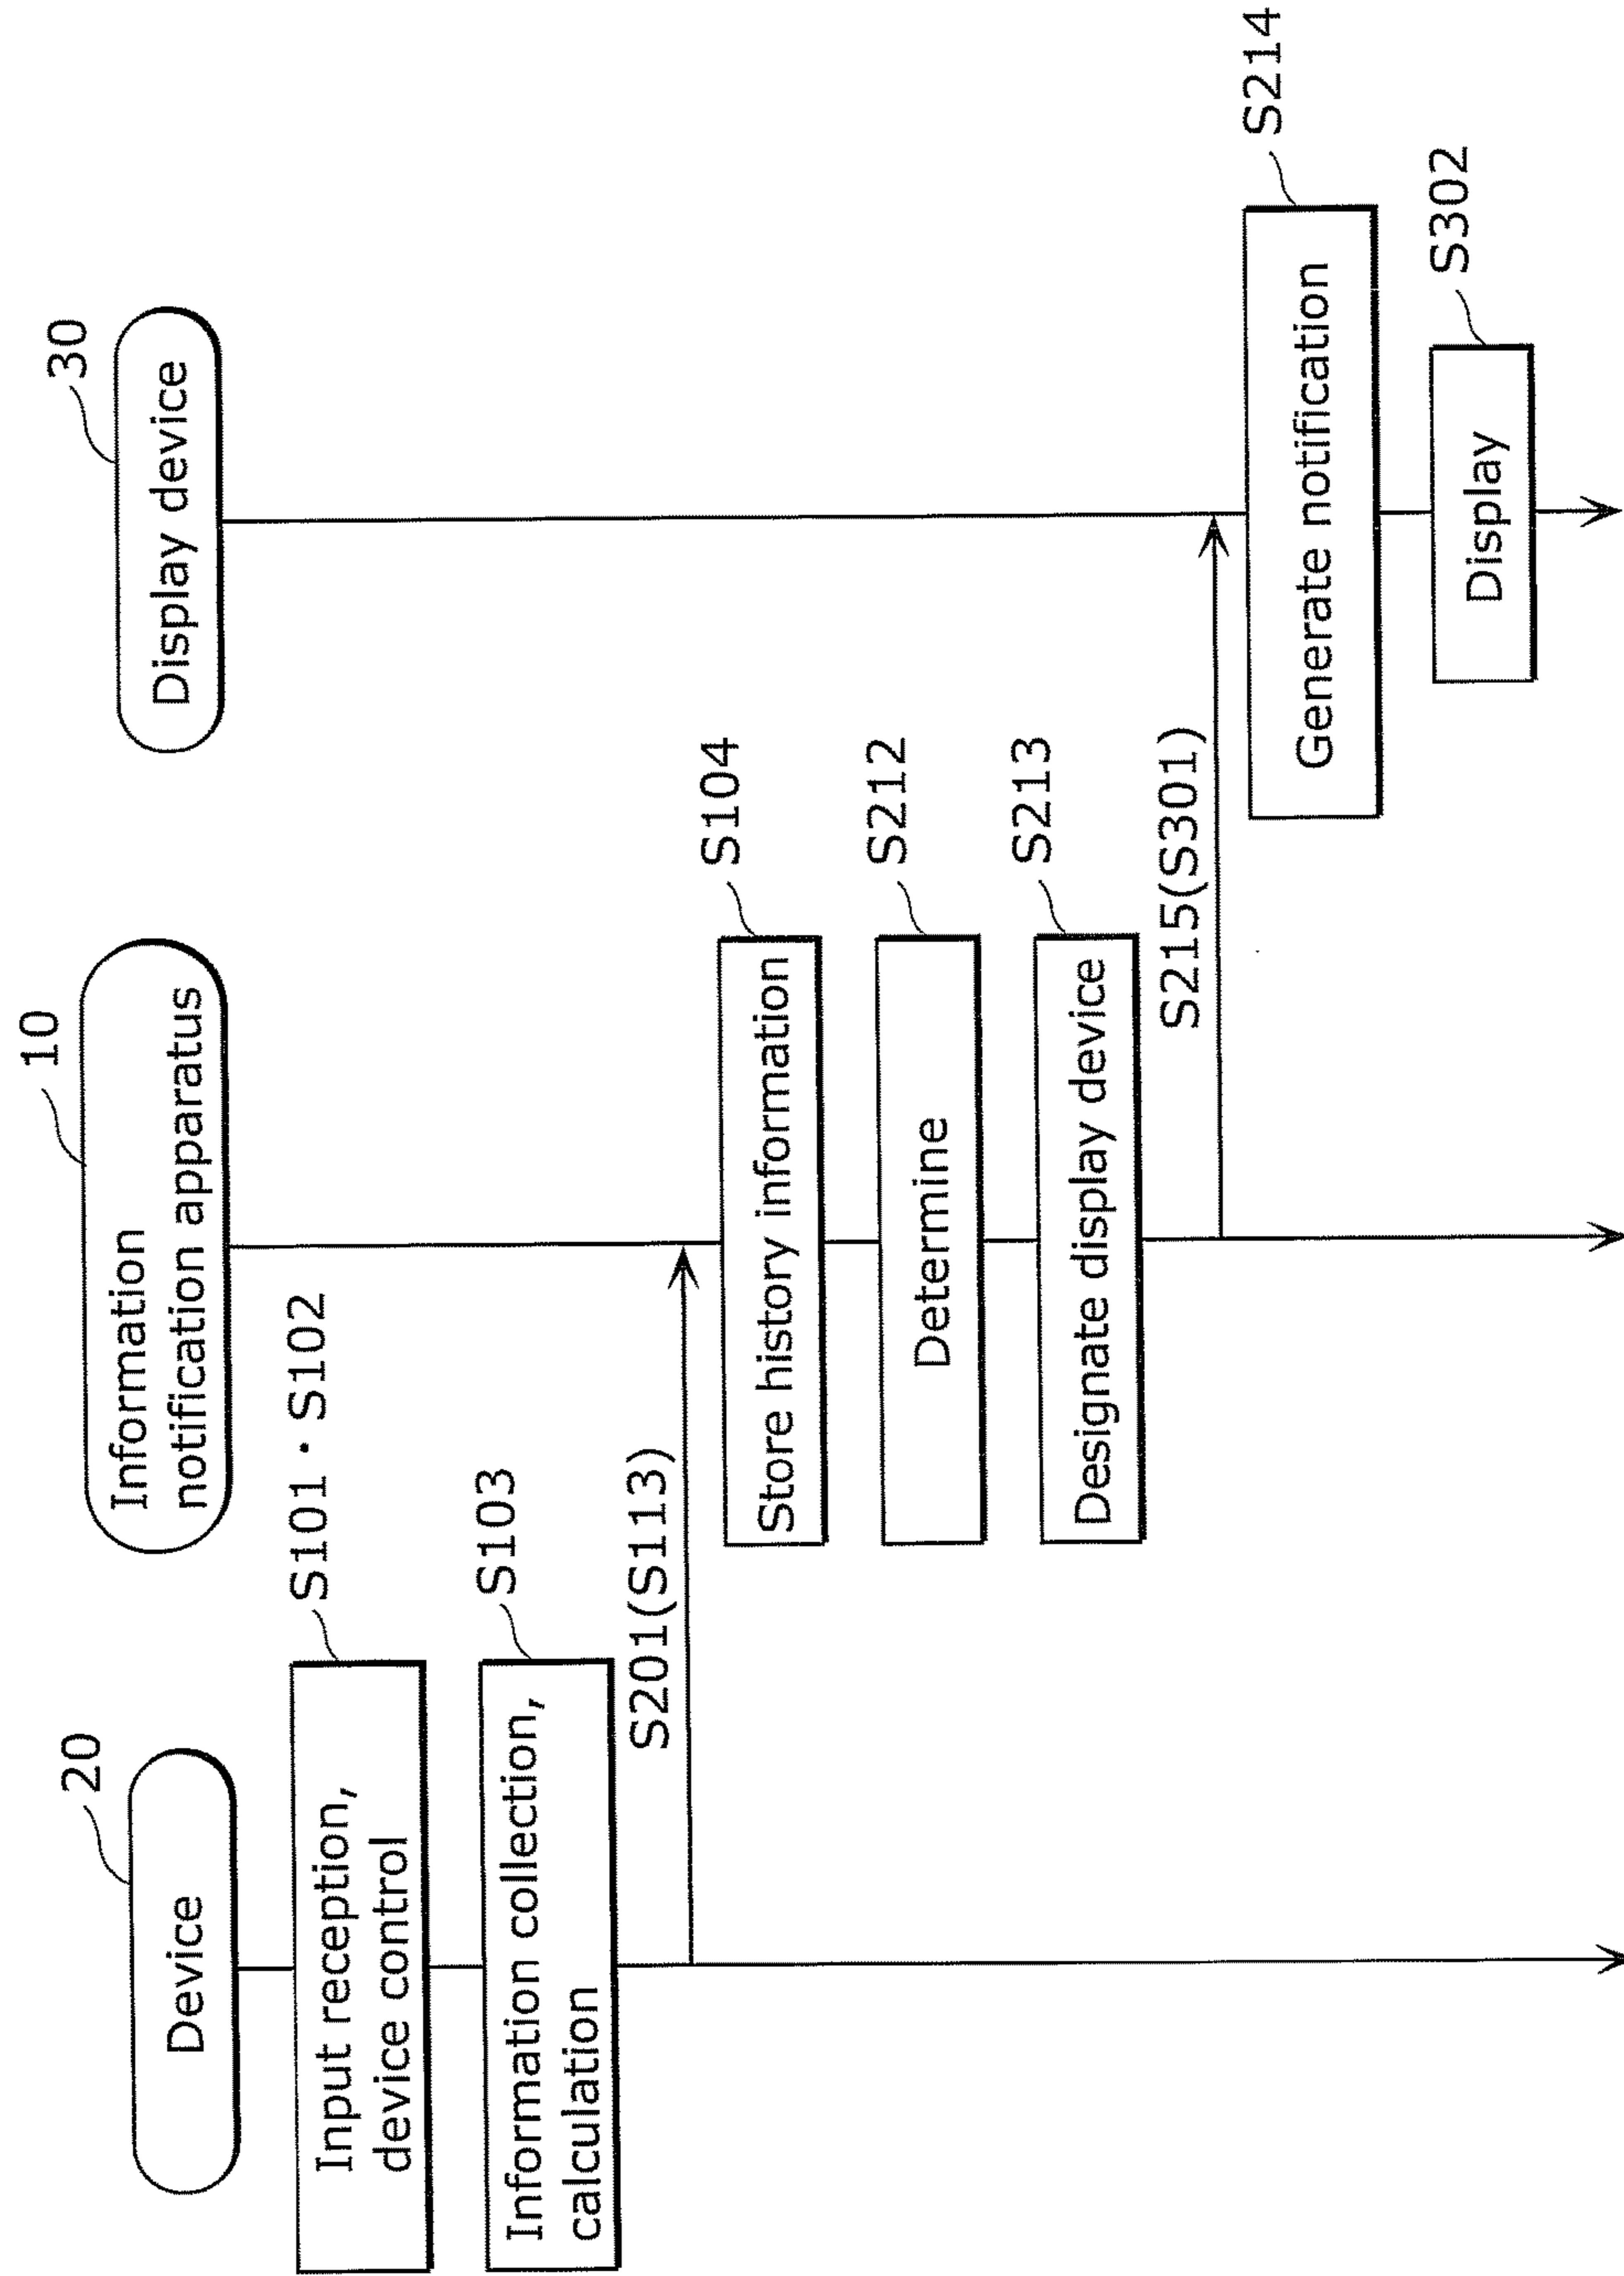 20
Device
10
Information
notification apparatus
30
Display device
S101・S102
Input reception,
device control
S103
Information collection,
calculation
S201(S113)
S104
Store history information
S212
Determine
S213
Designate display device
S215(S301)
S214
Generate notification
S302
Display